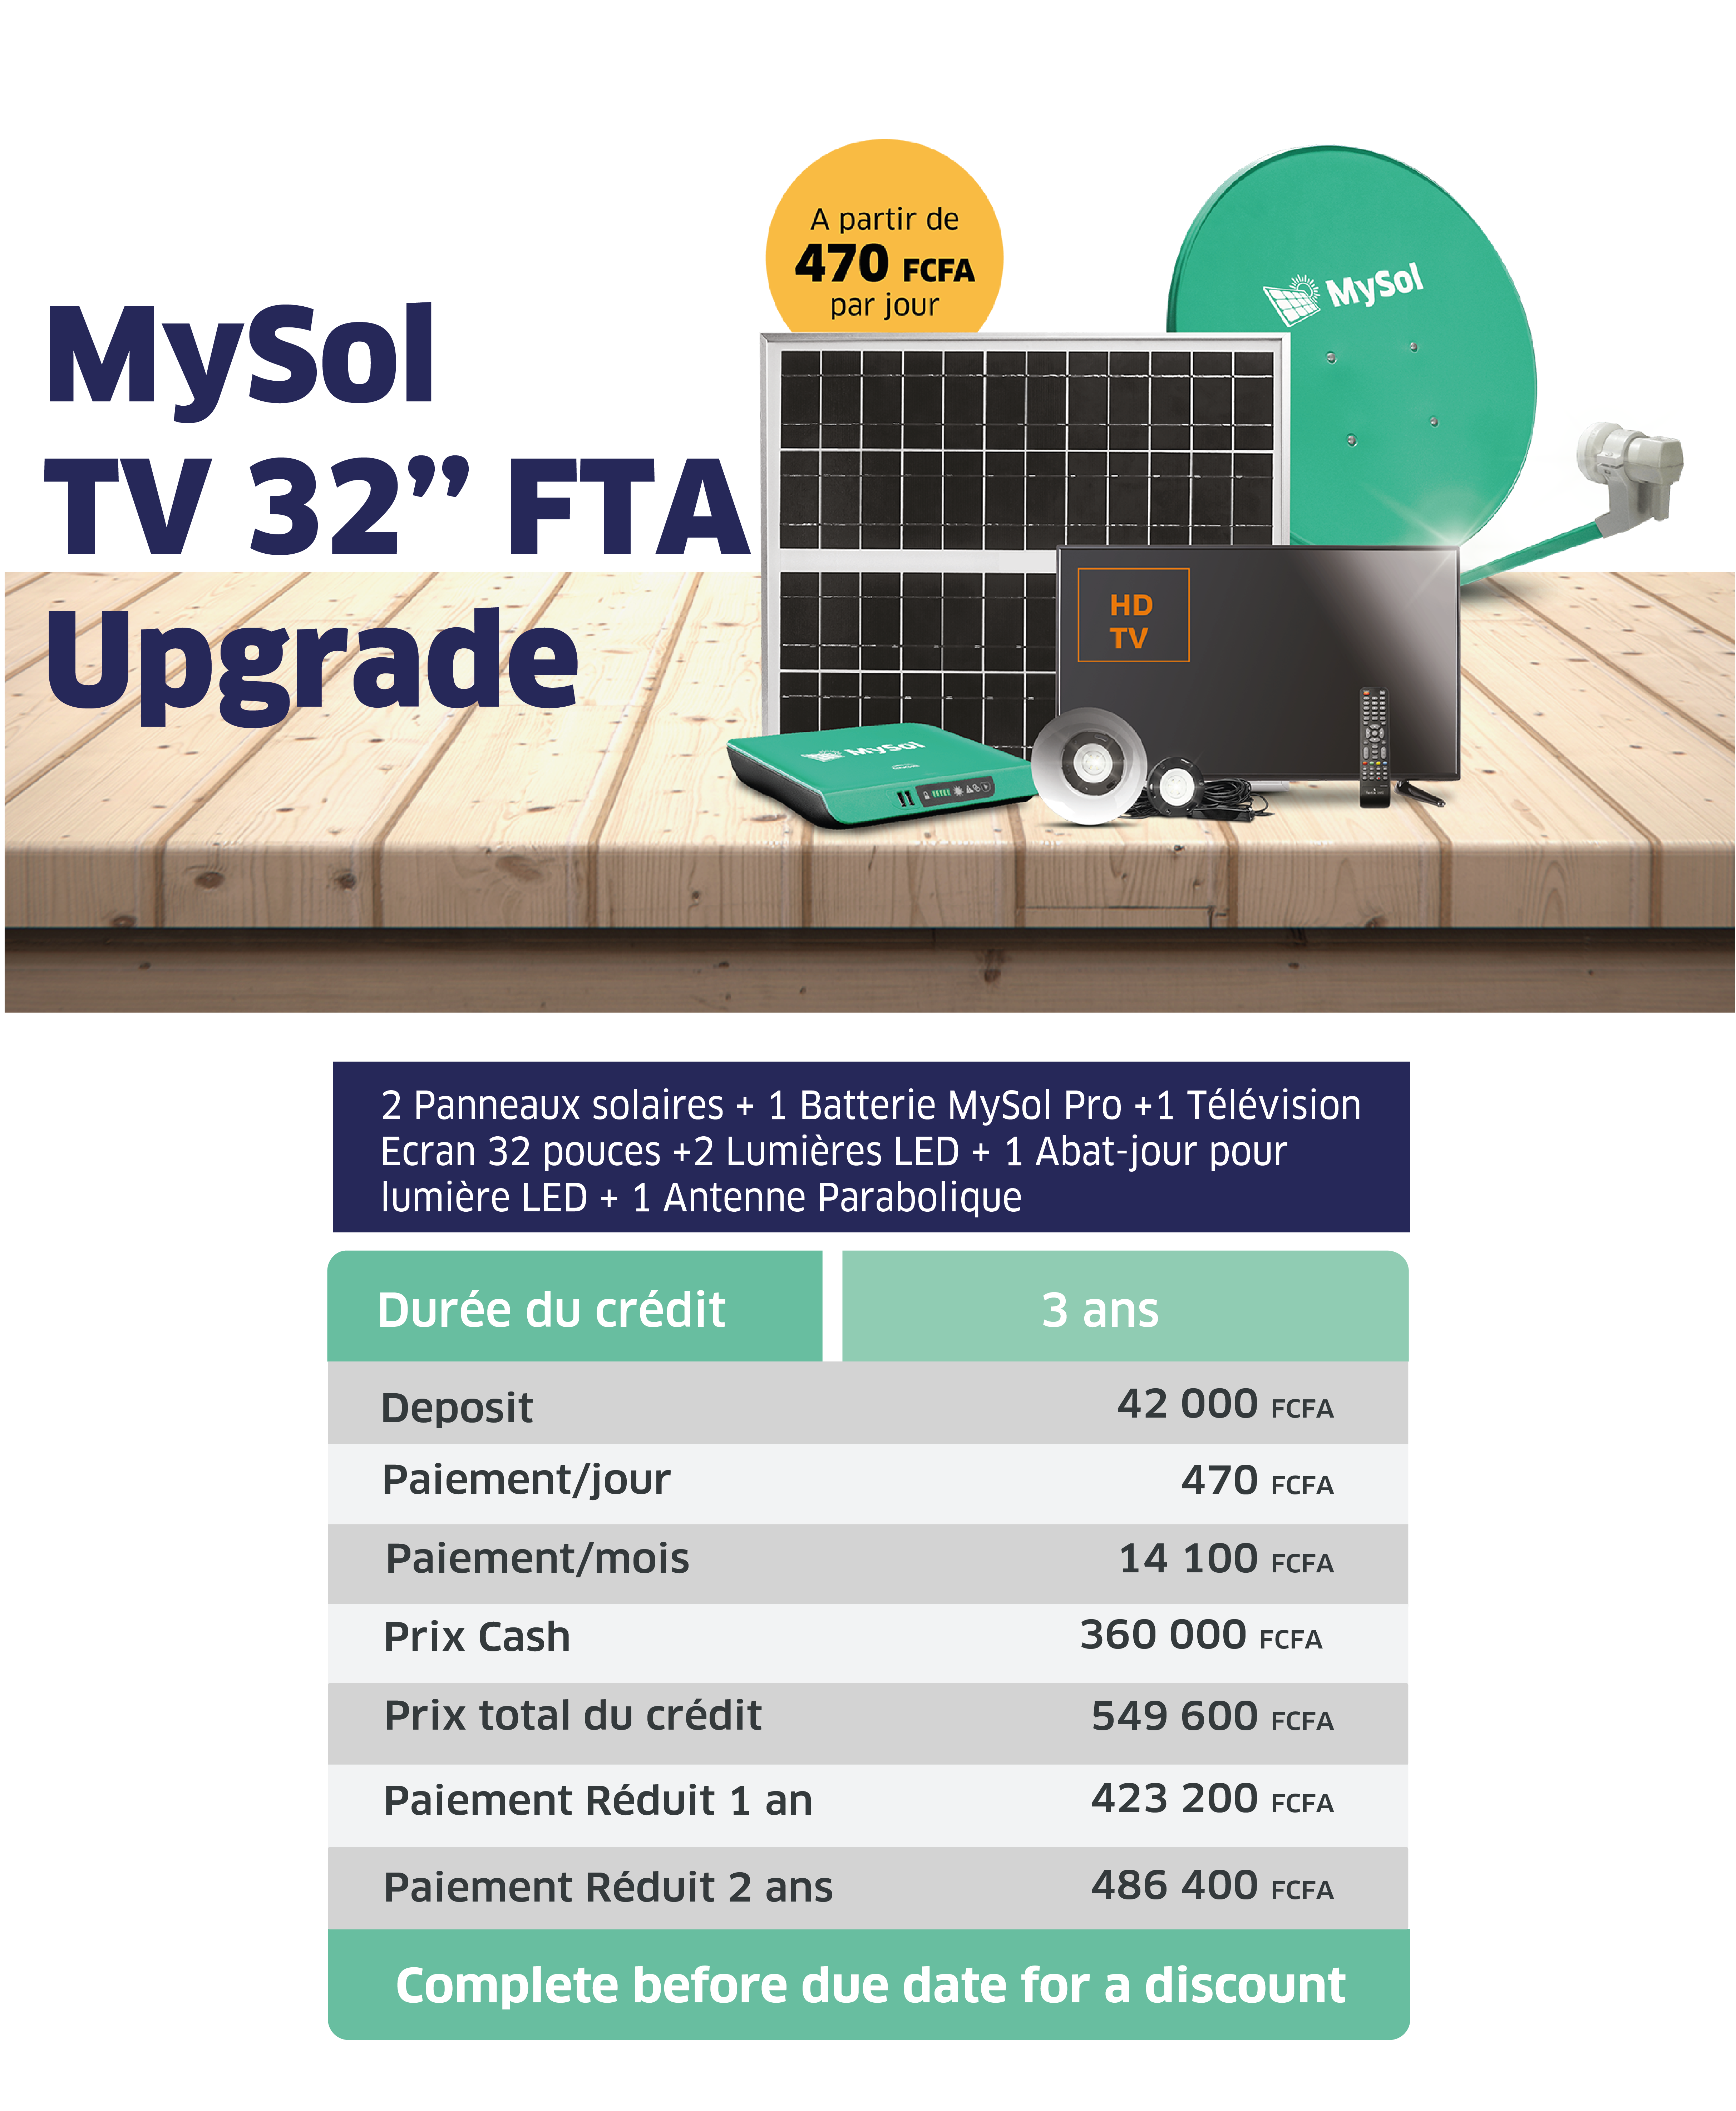 A partir de
470 FCFA
par jour
MySol
MySol
TV 32” FTA
Upgrade
HD
TV
MySol
2 Panneaux solaires + 1 Batterie MySol Pro +1 Télévision
Ecran 32 pouces +2 Lumières LED + 1 Abat-jour pour
lumière LED + 1 Antenne Parabolique
Durée du crédit 3 ans
Deposit 42 000 FCFA
Paiement/jour 470 FCFA
Paiement/mois 14 100 FCFA
Prix Cash 360 000 FCFA
Prix total du crédit 549 600 FCFA
Paiement Réduit 1 an 423 200 FCFA
Paiement Réduit 2 ans 486 400 FCFA
Complete before due date for a discount